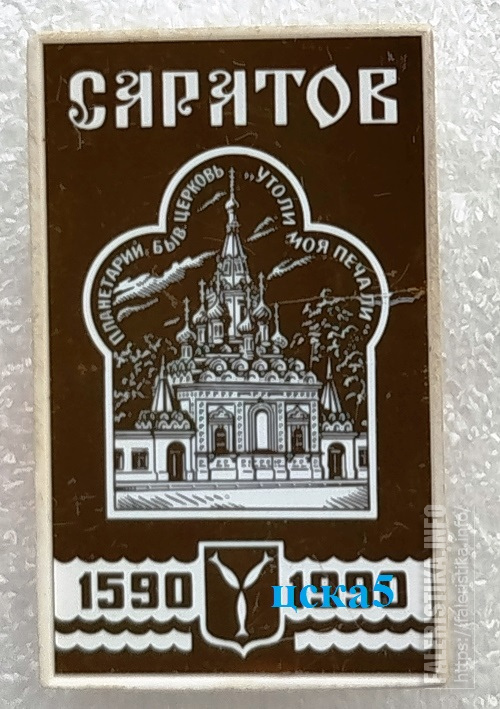 САРАТОВ
ПЛАНЕТАРИЙ. БЫВ. ЦЕРКОВЬ „УТОЛИ МОЯ ПЕЧАЛИ"
1590
цска5
FALERISTIKA.INFO
https://faleristika.info/